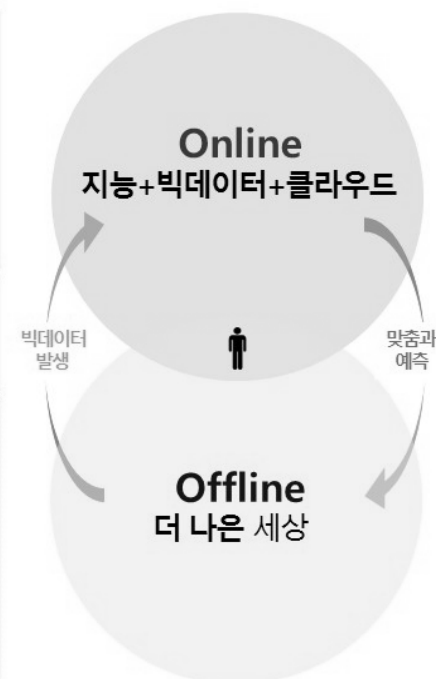 Online
지능+빅데이터+클라우드
빅데이터
발생
맞춤과
예측
Offline
더 나은 세상